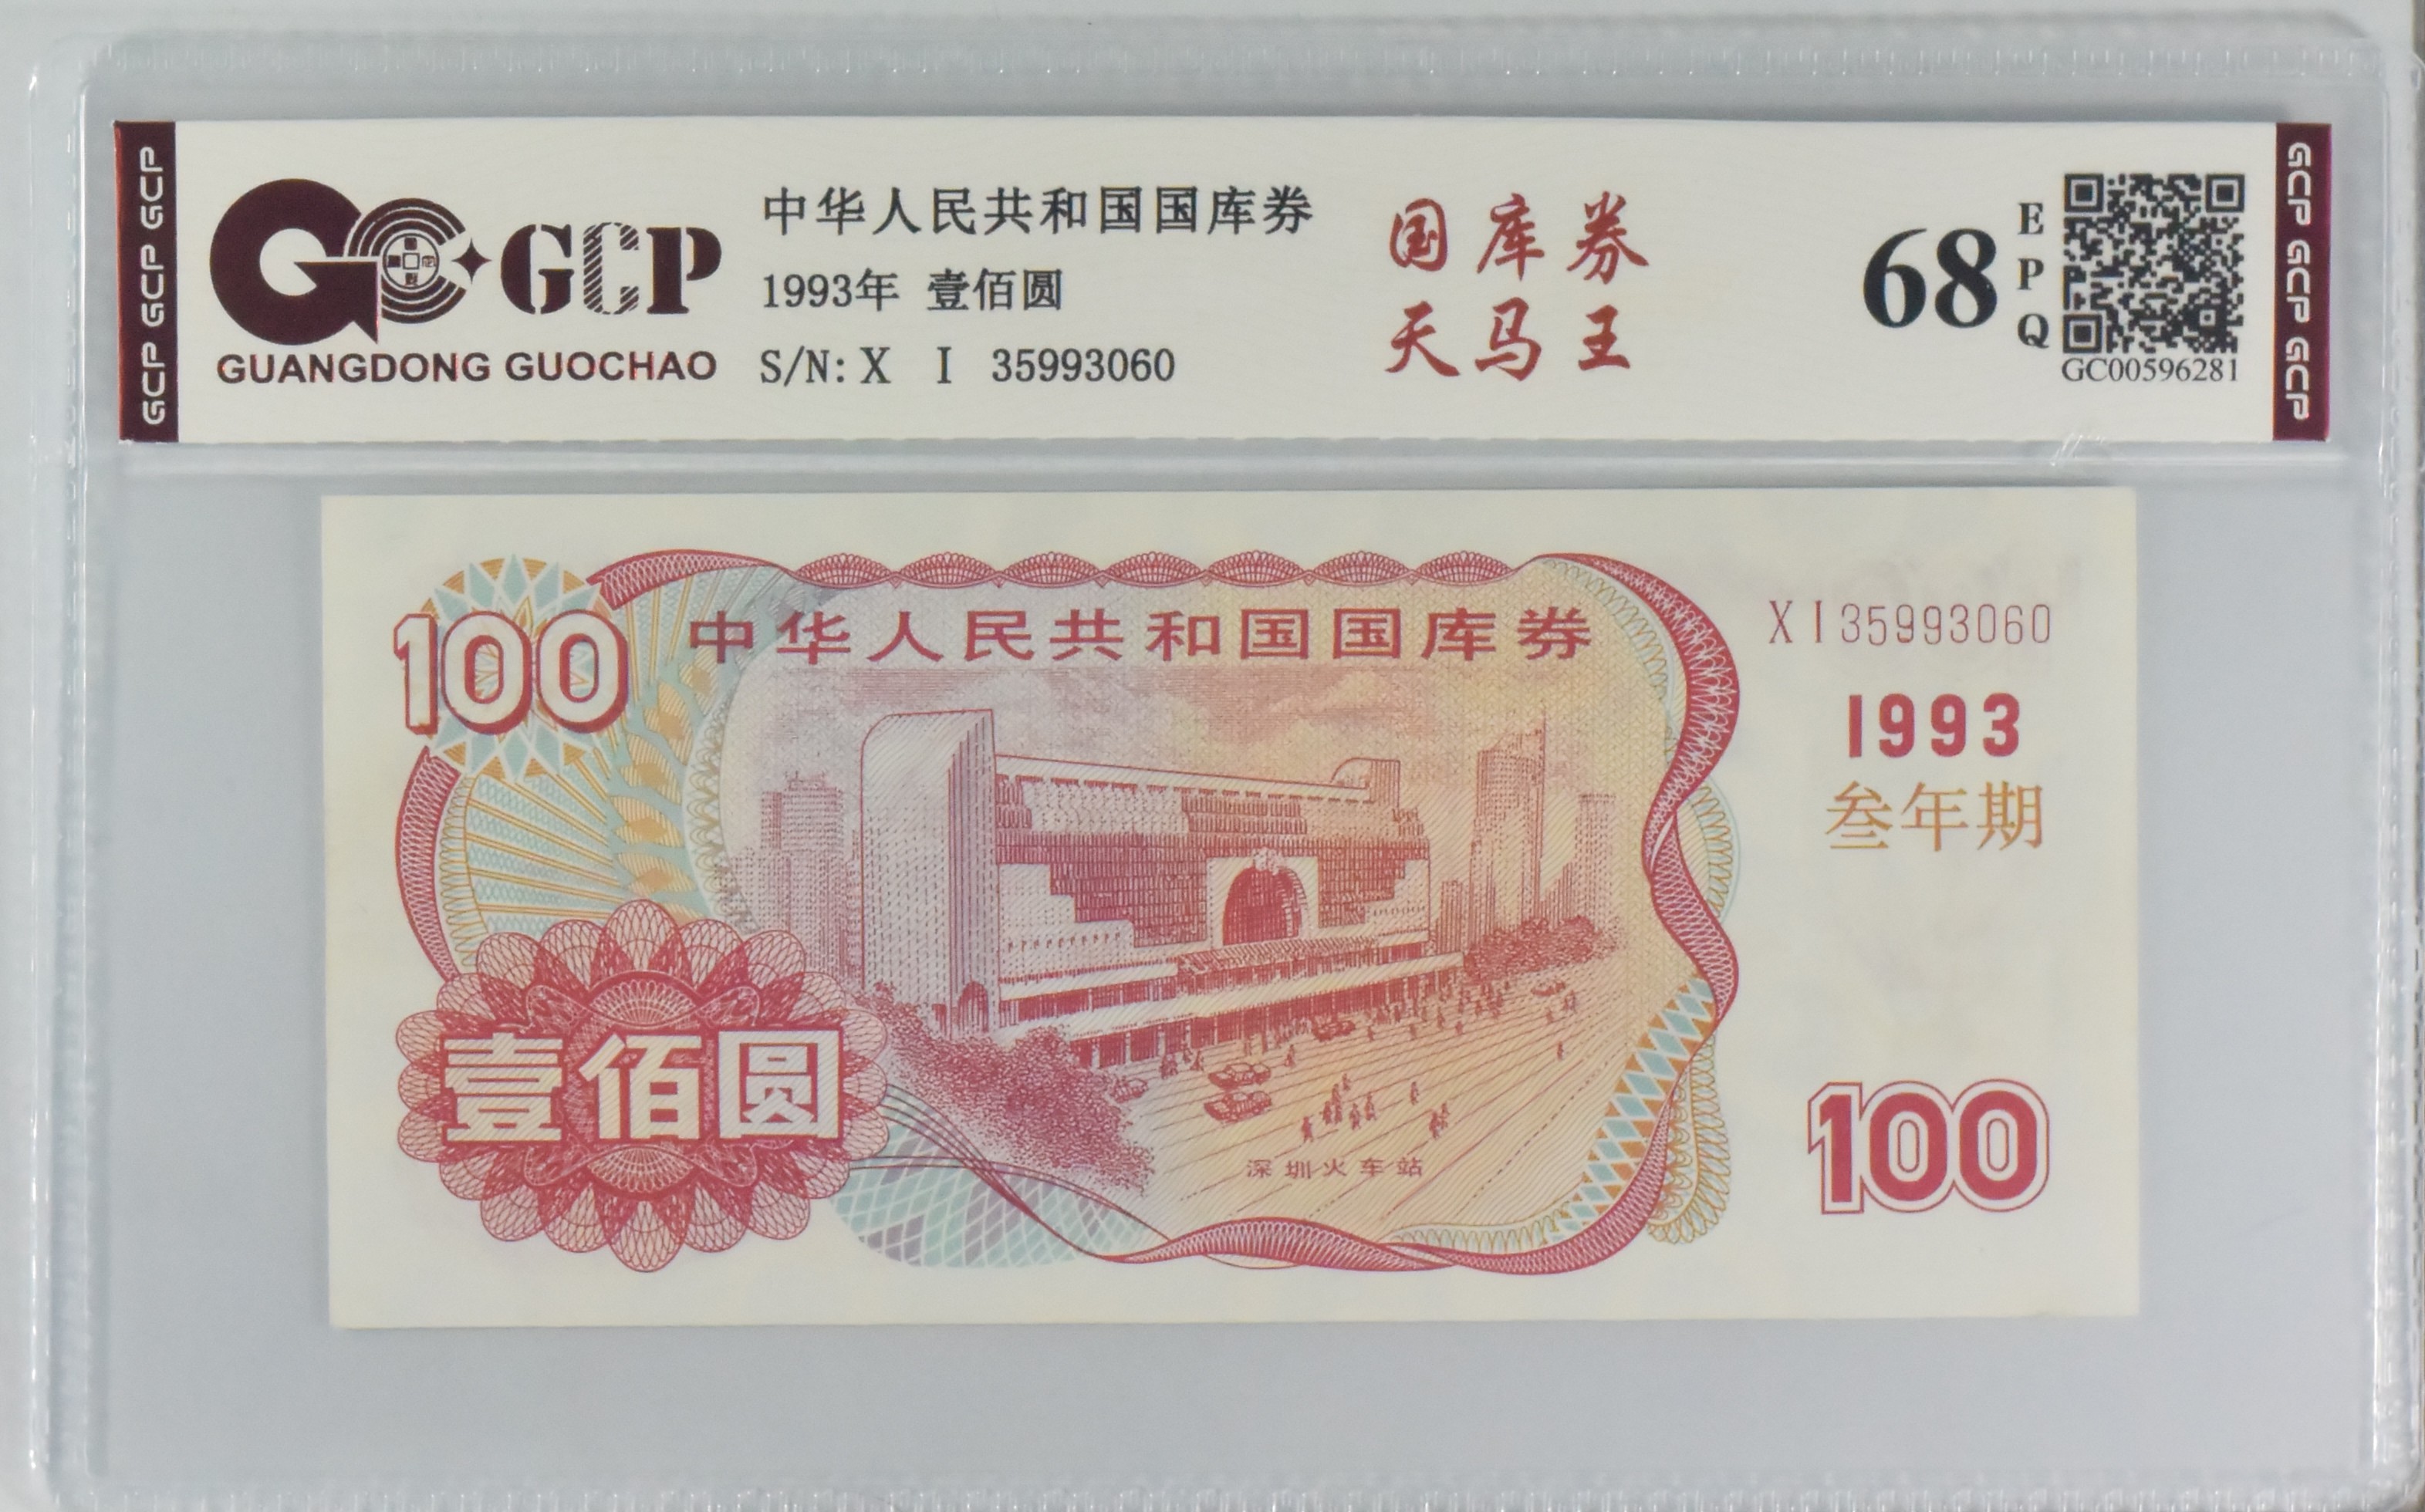 GCP GCP GCP
GCP
GUANGDONG GUOCHAO
中华人民共和国国库券
1993年 壹佰圆
S/N: X I 35993060
国库券
天马王
68
EPQ
GC00596281
GCP GCP GCP
100
中华人民共和国国库券
X I 35993060
1993
叁年期
壹佰圆
深圳火车站
100